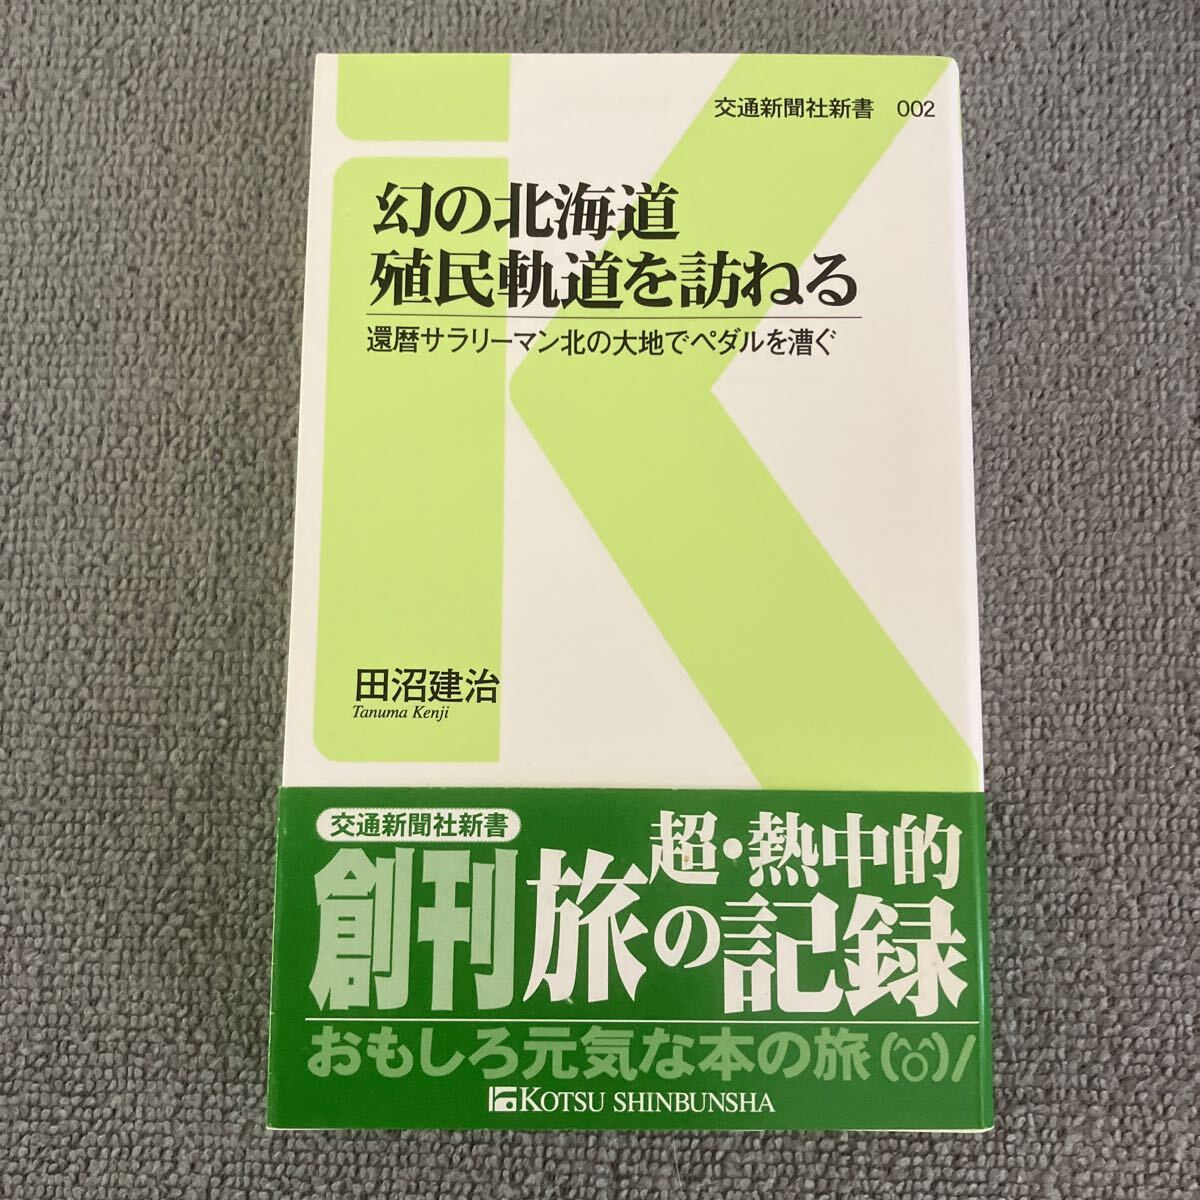 交通新聞社新書 002
幻の北海道
殖民軌道を訪ねる
還暦サラリーマン北の大地でペダルを漕ぐ
田沼建治
Tanuma Kenji
交通新聞社新書
創刊
超・熱中的
旅の記録
おもしろ元気な本の旅(^o^)/
KOTSU SHINBUNSHA